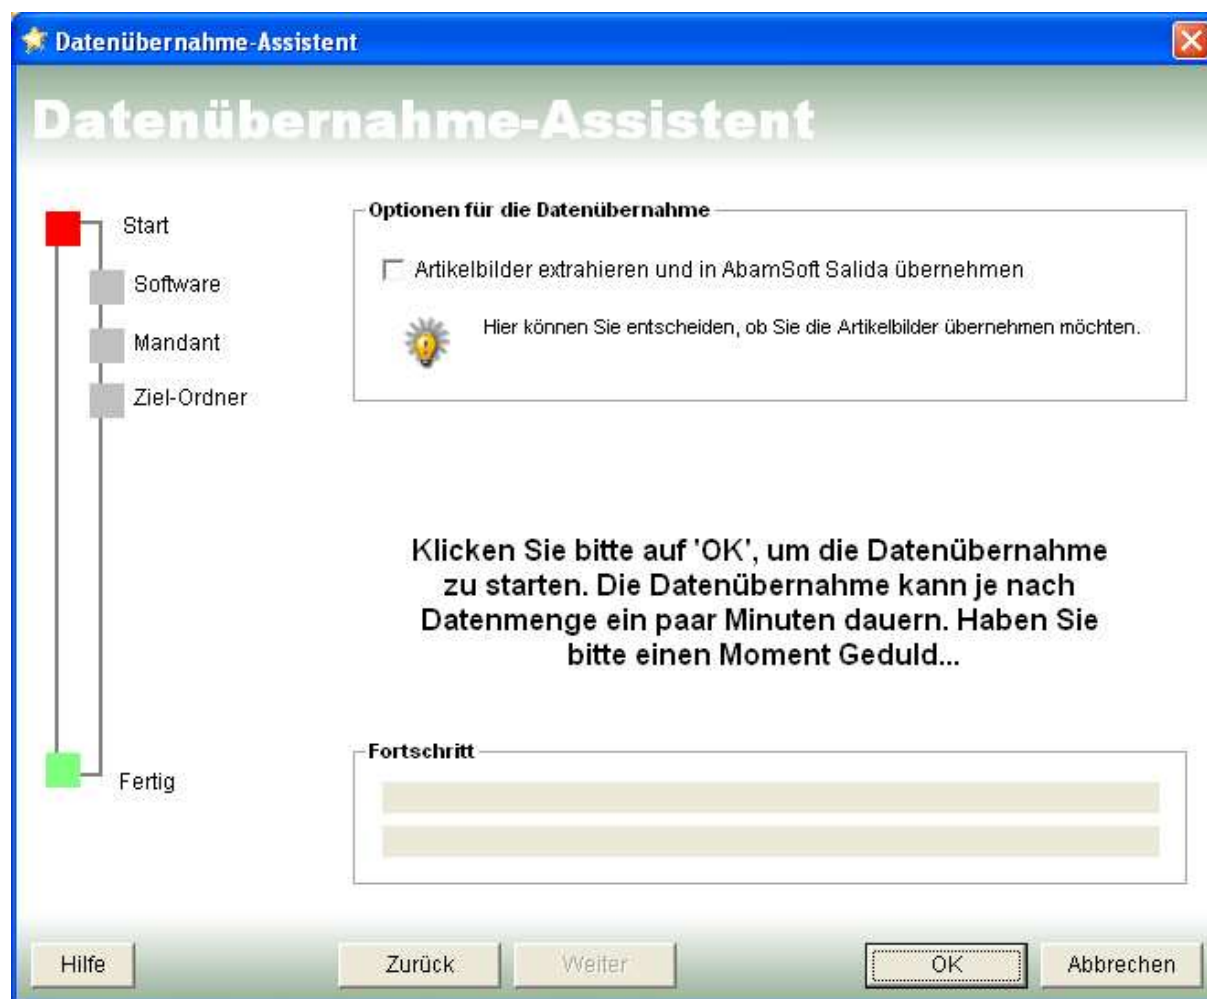 Datenübernahme-Assistent
Datenübernahme-Assistent
Start
Software
Mandant
Ziel-Ordner
Fertig
Optionen für die Datenübernahme
Artikelbilder extrahieren und in AbamSoft Salida übernehmen
Hier können Sie entscheiden, ob Sie die Artikelbilder übernehmen möchten.
Klicken Sie bitte auf 'OK', um die Datenübernahme
zu starten. Die Datenübernahme kann je nach
Datenmenge ein paar Minuten dauern. Haben Sie
bitte einen Moment Geduld...
Fortschritt
Hilfe
Zurück
Weiter
OK
Abbrechen